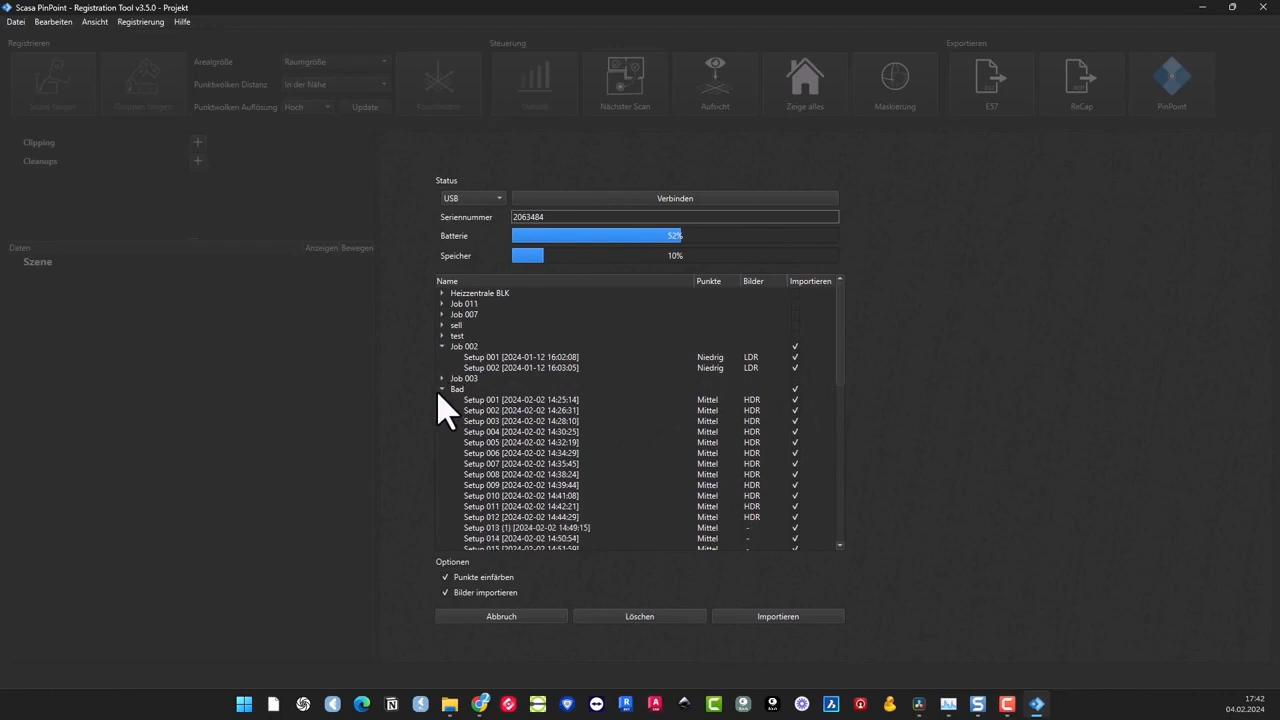 Scasa PinPoint - Registration Tool v3.5.0 - Projekt
Datei Bearbeiten Ansicht Registrierung Hilfe
Registrieren Steuerung Exportieren
Arealgröße Raumgröße
Punktwolken Distanz In der Nähe
Punktwolken Auflösung Hoch Update
Nächster Scan Aufsicht Zeige alles Maskierung E57 ReCap PinPoint
Clipping +
Cleanups +
Daten Anzeigen Bewegen
Szene
Status
USB Verbinden
Seriennummer 2063484
Batterie 52%
Speicher 10%
Name Punkte Bilder Importieren
Heizzentrale BLK
Job 011
Job 007
sell
test
Job 002
Setup 001 [2024-01-12 16:02:08] Niedrig LDR
Setup 002 [2024-01-12 16:03:05] Niedrig LDR
Job 003
Bad
Setup 001 [2024-02-02 14:25:14] Mittel HDR
Setup 002 [2024-02-02 14:26:31] Mittel HDR
Setup 003 [2024-02-02 14:28:10] Mittel HDR
Setup 004 [2024-02-02 14:30:25] Mittel HDR
Setup 005 [2024-02-02 14:32:19] Mittel HDR
Setup 006 [2024-02-02 14:34:29] Mittel HDR
Setup 007 [2024-02-02 14:35:45] Mittel HDR
Setup 008 [2024-02-02 14:38:24] Mittel HDR
Setup 009 [2024-02-02 14:39:44] Mittel HDR
Setup 010 [2024-02-02 14:41:08] Mittel HDR
Setup 011 [2024-02-02 14:42:21] Mittel HDR
Setup 012 [2024-02-02 14:44:29] Mittel HDR
Setup 013 (1) [2024-02-02 14:49:15] Mittel -
Setup 014 [2024-02-02 14:50:54] Mittel -
Setup 015 [2024-02-02 14:51:59] Mittel -
Optionen
Punkte einfärben
Bilder importieren
Abbruch Löschen Importieren
17:42
04.02.2024